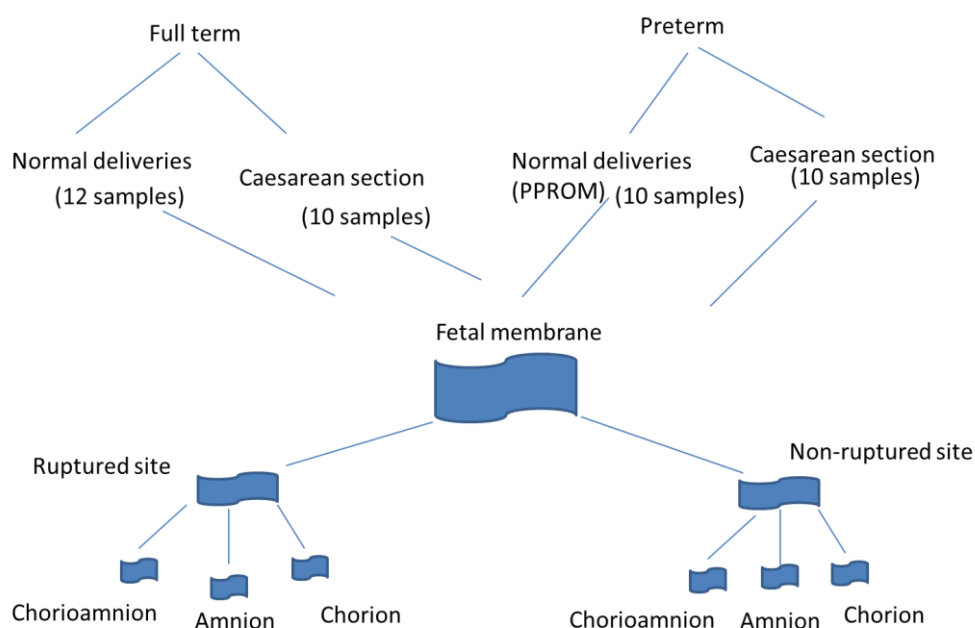 Full term
Preterm
Normal deliveries
(12 samples)
Caesarean section
(10 samples)
Normal deliveries
(PPROM) (10 samples)
Caesarean section
(10 samples)
Fetal membrane
Ruptured site
Non-ruptured site
Chorioamnion
Amnion
Chorion
Chorioamnion
Amnion
Chorion